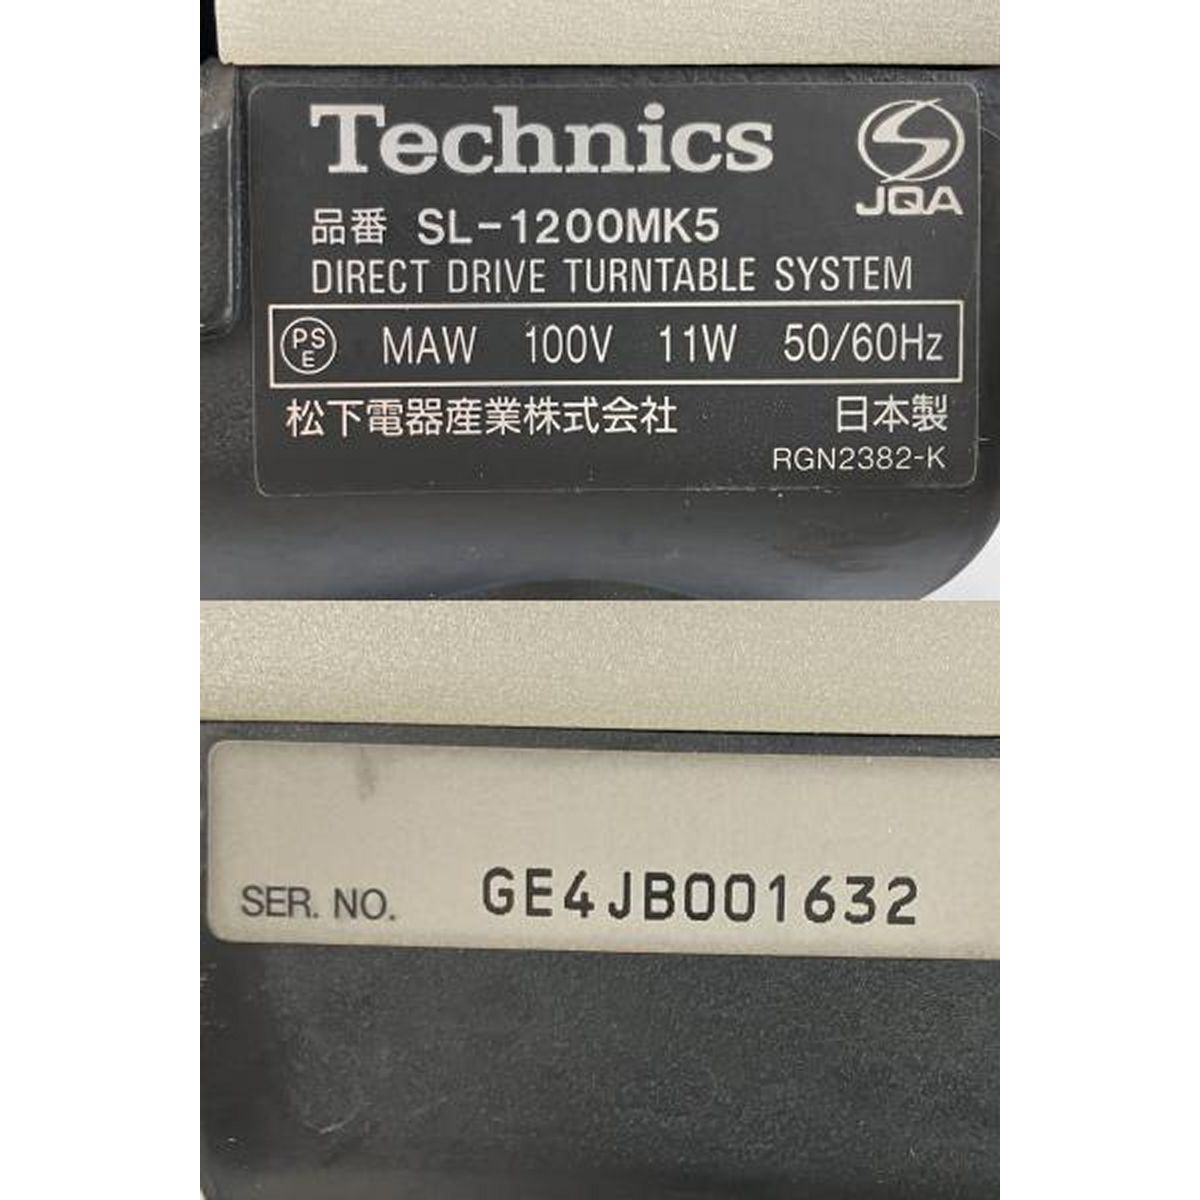 Technics
JQA
品番 SL-1200MK5
DIRECT DRIVE TURNTABLE SYSTEM
PS
E
MAW 100V 11W 50/60Hz
松下電器産業株式会社 日本製
RGN2382-K
SER. NO. GE4JB001632